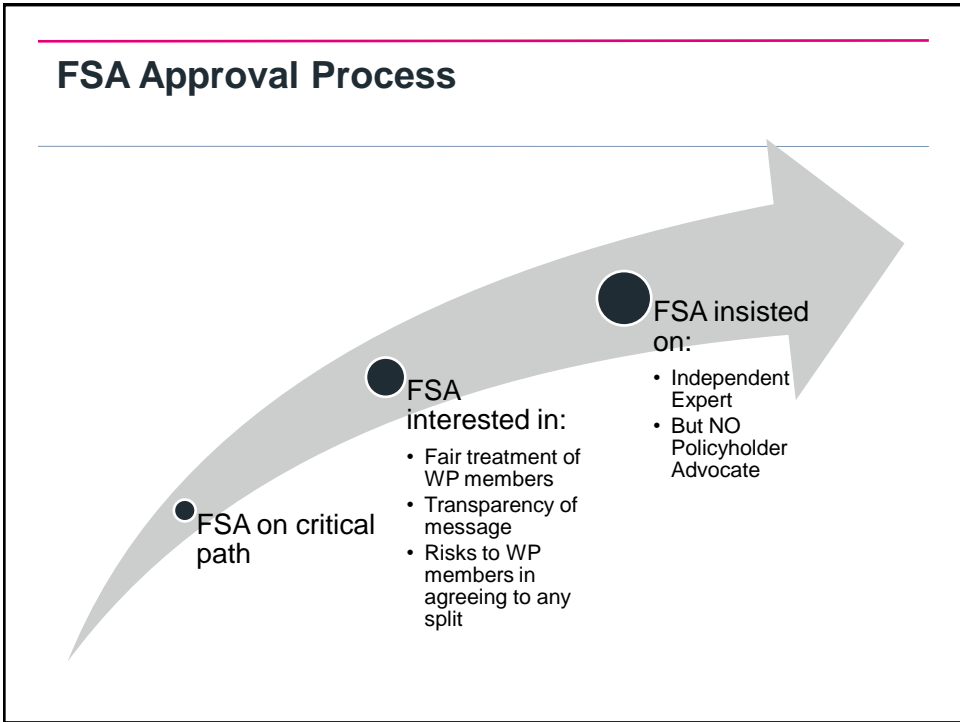 FSA Approval Process
FSA on critical
path
FSA
interested in:
• Fair treatment of
WP members
• Transparency of
message
• Risks to WP
members in
agreeing to any
split
FSA insisted
on:
• Independent
Expert
• But NO
Policyholder
Advocate